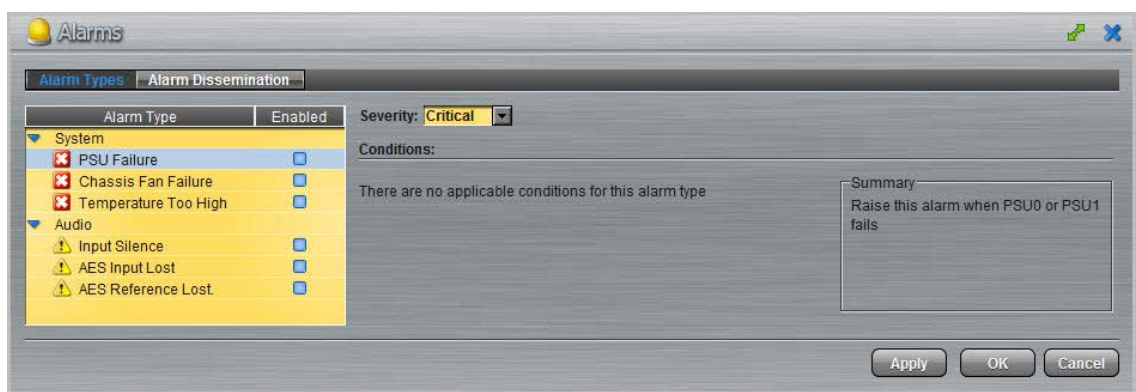 Alarms
Alarm Types Alarm Dissemination
Alarm Type Enabled
System
PSU Failure
Chassis Fan Failure
Temperature Too High
Audio
Input Silence
AES Input Lost
AES Reference Lost.
Severity: Critical
Conditions:
There are no applicable conditions for this alarm type
Summary
Raise this alarm when PSU0 or PSU1
fails
Apply OK Cancel